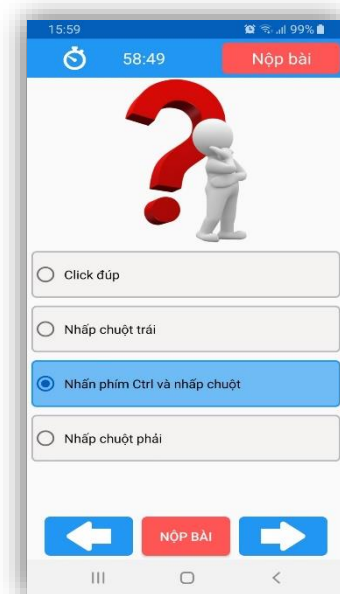 15:59 99%
58:49 Nộp bài
Click đúp
Nhấp chuột trái
Nhấn phím Ctrl và nhấp chuột
Nhấp chuột phải
NỘP BÀI